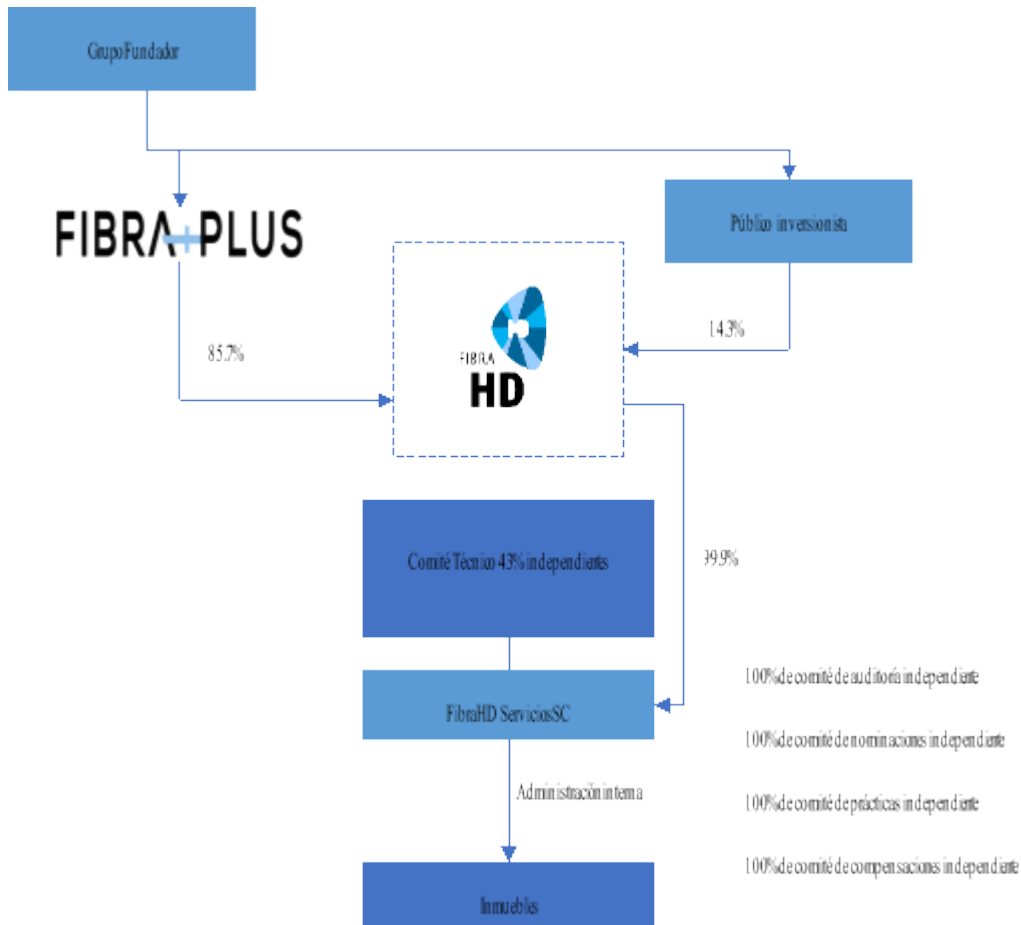 Grupo Fundador
FIBRA+PLUS
Público inversionista
14.3%
85.7%
FIBRA
HD
Comité Técnico 43% independientes
99.9%
100% de comité de auditoría independiente
FibraHD Servicios SC
100% de comité de nominaciones independiente
Administración interna
100% de comité de prácticas independiente
100% de comité de compensaciones independiente
Inmuebles